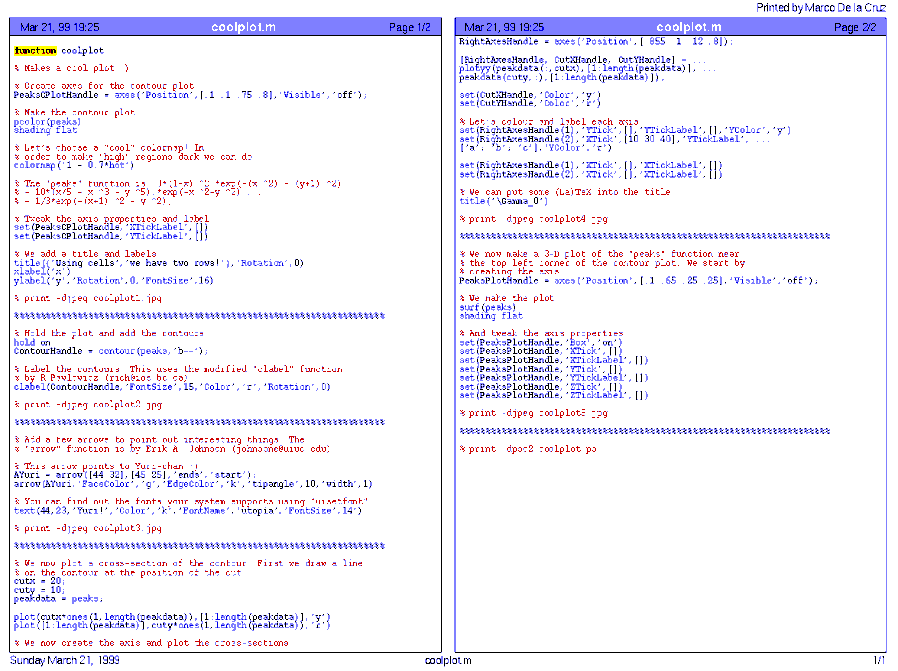 Printed by Marco De la Cruz
Mar 21, 99 19:25 coolplot.m Page 1/2
function coolplot
% Makes a cool plot :)
% Create axis for the contour plot
PeaksCPlotHandle = axes('Position',[.1 .1 .75 .8],'Visible','off');
% Make the contour plot
pcolor(peaks)
shading flat
% Let's choose a "cool" colormap! In
% order to make "high" regions dark we can do
colormap('1 - 0.7*hot')
% The "peaks" function is 3*(1-x).^2.*exp(-(x.^2) - (y+1).^2)
% - 10*(x/5 - x.^3 - y.^5).*exp(-x.^2-y.^2) ...
% - 1/3*exp(-(x+1).^2 - y.^2).
% Tweak the axis properties and label
set(PeaksCPlotHandle,'XTickLabel',[])
set(PeaksCPlotHandle,'YTickLabel',[])
% We add a title and labels
title({'Using cells','we have two rows!'},'Rotation',0)
xlabel('x')
ylabel('y','Rotation',0,'FontSize',16)
% print -djpeg coolplot1.jpg
%%%%%%%%%%%%%%%%%%%%%%%%%%%%%%%%%%%%%%%%%%%%%%%%%%%%%%%%%%%%%%%%%%%%%%%%
% Hold the plot and add the contours
hold on
ContourHandle = contour(peaks,'b--');
% Label the contours. This uses the modified "clabel" function
% by R Pawlowicz (rich@ios.bc.ca)
clabel(ContourHandle,'FontSize',15,'Color','r','Rotation',0)
% print -djpeg coolplot2.jpg
%%%%%%%%%%%%%%%%%%%%%%%%%%%%%%%%%%%%%%%%%%%%%%%%%%%%%%%%%%%%%%%%%%%%%%%%
% Add a few arrows to point out interesting things. The
% "arrow" function is by Erik A. Johnson (johnsone@uiuc.edu)
% This arrow points to Yuri-chan :)
AYuri = arrow([44 32],[45 25],'ends','start');
arrow(AYuri,'FaceColor','g','EdgeColor','k','tipangle',10,'width',1)
% You can find out the fonts your system supports using "uisetfont"
text(44,23,'Yuri!','Color','k','FontName','utopia','FontSize',14')
% print -djpeg coolplot3.jpg
%%%%%%%%%%%%%%%%%%%%%%%%%%%%%%%%%%%%%%%%%%%%%%%%%%%%%%%%%%%%%%%%%%%%%%%%
% We now plot a cross-section of the contour. First we draw a line
% on the contour at the position of the cut
cutx = 20;
cuty = 10;
peakdata = peaks;
plot(cutx*ones(1,length(peakdata)),[1:length(peakdata)],'y')
plot([1:length(peakdata)],cuty*ones(1,length(peakdata)),'r')
% We now create the axis and plot the cross-sections
Mar 21, 99 19:25 coolplot.m Page 2/2
RightAxesHandle = axes('Position',[.855 .1 .12 .8]);
[RightAxesHandle, CutXHandle, CutYHandle] = ...
plotyy(peakdata(:,cutx),[1:length(peakdata)], ...
peakdata(cuty,:),[1:length(peakdata)]),
set(CutXHandle,'Color','y')
set(CutYHandle,'Color','r')
% Let's colour and label each axis
set(RightAxesHandle(1),'YTick',[],'YTickLabel',[],'YColor','y')
set(RightAxesHandle(2),'XTick',[10 30 40],'YTickLabel', ...
['a', 'b', 'c'],'YColor','r')
set(RightAxesHandle(1),'XTick',[],'XTickLabel',[])
set(RightAxesHandle(2),'XTick',[],'XTickLabel',[])
% We can put some (La)TeX into the title
title('\Gamma_0')
% print -djpeg coolplot4.jpg
%%%%%%%%%%%%%%%%%%%%%%%%%%%%%%%%%%%%%%%%%%%%%%%%%%%%%%%%%%%%%%%%%%%%%%%%
% We now make a 3-D plot of the "peaks" function near
% the top left corner of the contour plot. We start by
% creating the axis
PeaksPlotHandle = axes('Position',[.1 .65 .25 .25],'Visible','off');
% We make the plot
surf(peaks)
shading flat
% And tweak the axis properties
set(PeaksPlotHandle,'Box','on')
set(PeaksPlotHandle,'XTick',[])
set(PeaksPlotHandle,'XTickLabel',[])
set(PeaksPlotHandle,'YTick',[])
set(PeaksPlotHandle,'YTickLabel',[])
set(PeaksPlotHandle,'ZTick',[])
set(PeaksPlotHandle,'ZTickLabel',[])
% print -djpeg coolplot5.jpg
%%%%%%%%%%%%%%%%%%%%%%%%%%%%%%%%%%%%%%%%%%%%%%%%%%%%%%%%%%%%%%%%%%%%%%%%
% print -dpsc2 coolplot.ps
Sunday March 21, 1999 coolplot.m 1/1